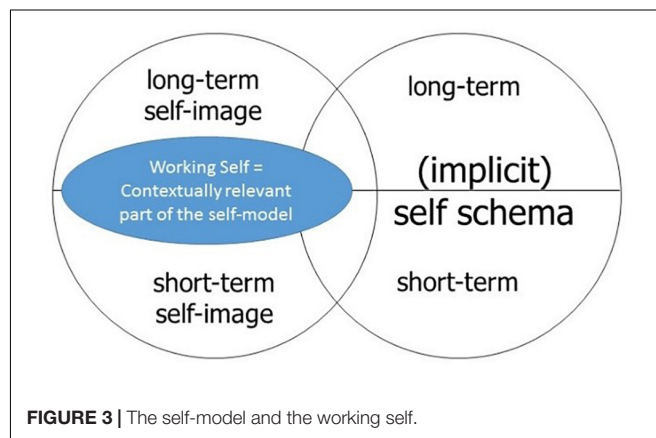 long-term
self-image
long-term
Working Self =
Contextually relevant
part of the self-model
(implicit)
self schema
short-term
self-image
short-term
FIGURE 3 | The self-model and the working self.